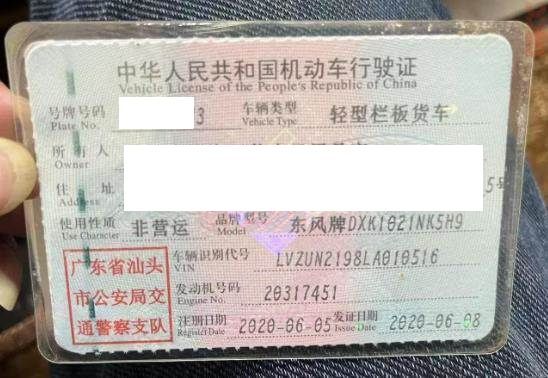 中华人民共和国机动车行驶证
Vehicle License of the People's Republic of China
号牌号码 3 车辆类型 轻型栏板货车
Plate No. Vehicle Type
所有人
Owner
住址 5号
Address
使用性质 非营运 品牌型号 东风牌DXK1021NK5H9
Use Character Model
广东省汕头
市公安局交
通警察支队
车辆识别代号 LVZUN2198LA010516
VIN
发动机号码 20317451
Engine No.
注册日期 2020-06-05 发证日期 2020-06-08
Register Date Issue Date